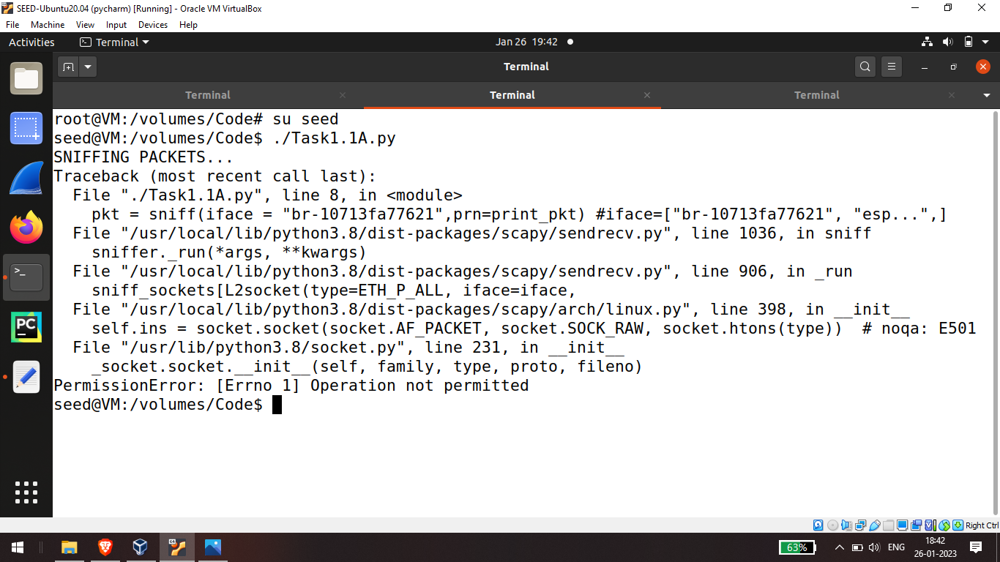 SEED-Ubuntu20.04 (pycharm) [Running] - Oracle VM VirtualBox
File Machine View Input Devices Help
Activities Terminal Jan 26 19:42
Terminal
Terminal Terminal Terminal
root@VM:/volumes/Code# su seed
seed@VM:/volumes/Code$ ./Task1.1A.py
SNIFFING PACKETS...
Traceback (most recent call last):
  File "./Task1.1A.py", line 8, in <module>
    pkt = sniff(iface = "br-10713fa77621",prn=print_pkt) #iface=["br-10713fa77621", "esp...",]
  File "/usr/local/lib/python3.8/dist-packages/scapy/sendrecv.py", line 1036, in sniff
    sniffer._run(*args, **kwargs)
  File "/usr/local/lib/python3.8/dist-packages/scapy/sendrecv.py", line 906, in _run
    sniff_sockets[L2socket(type=ETH_P_ALL, iface=iface,
  File "/usr/local/lib/python3.8/dist-packages/scapy/arch/linux.py", line 398, in __init__
    self.ins = socket.socket(socket.AF_PACKET, socket.SOCK_RAW, socket.htons(type))  # noqa: E501
  File "/usr/lib/python3.8/socket.py", line 231, in __init__
    _socket.socket.__init__(self, family, type, proto, fileno)
PermissionError: [Errno 1] Operation not permitted
seed@VM:/volumes/Code$
PC
Right Ctrl
63% ENG 18:42
26-01-2023